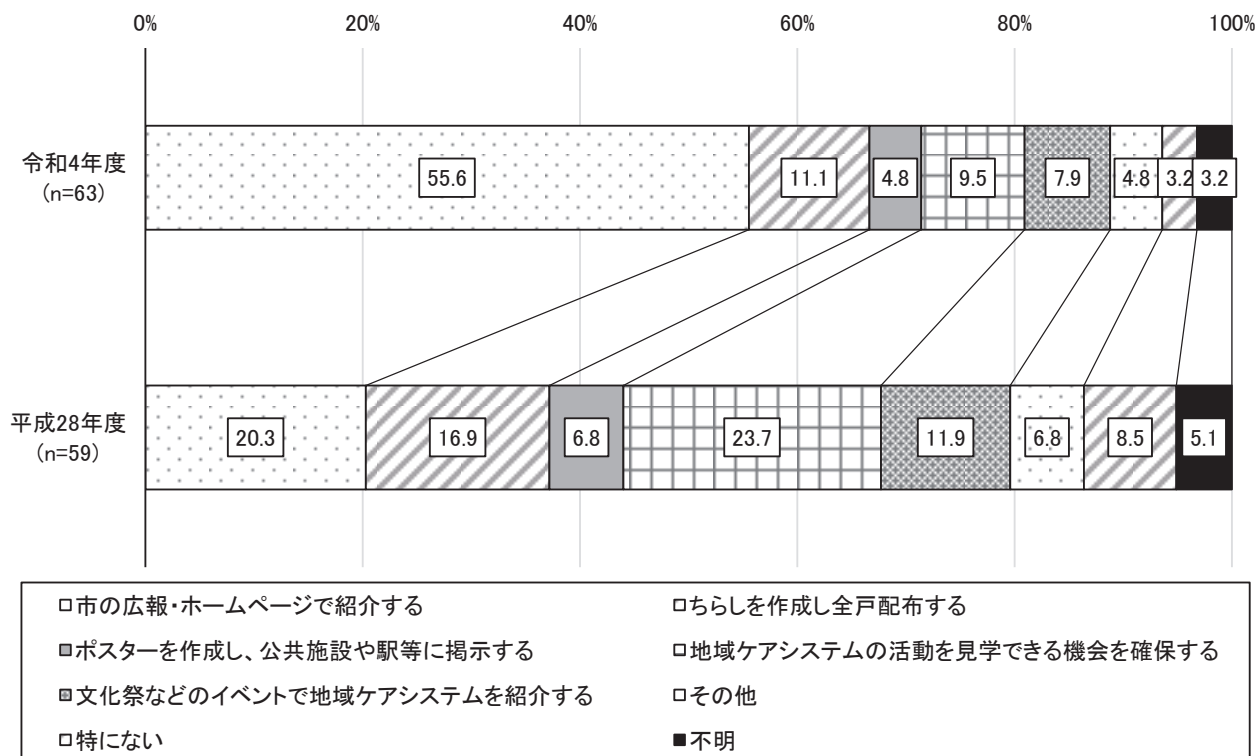 0% 20% 40% 60% 80% 100%
令和4年度
(n=63)
55.6 11.1 4.8 9.5 7.9 4.8 3.2 3.2
平成28年度
(n=59)
20.3 16.9 6.8 23.7 11.9 6.8 8.5 5.1
市の広報・ホームページで紹介する ちらしを作成し全戸配布する
ポスターを作成し、公共施設や駅等に掲示する 地域ケアシステムの活動を見学できる機会を確保する
文化祭などのイベントで地域ケアシステムを紹介する その他
特にない 不明